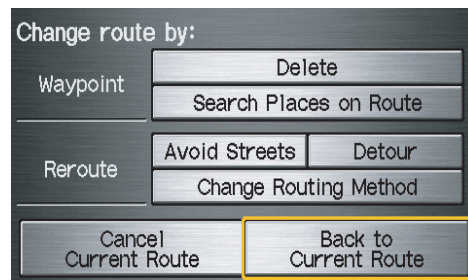 Change route by:
Waypoint
Delete
Search Places on Route
Reroute
Avoid Streets
Detour
Change Routing Method
Cancel
Current Route
Back to
Current Route